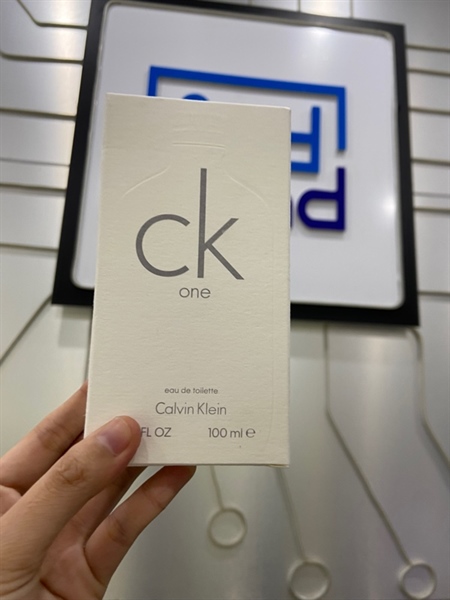 ck
one
eau de toilette
Calvin Klein
FL OZ 100 ml ℮